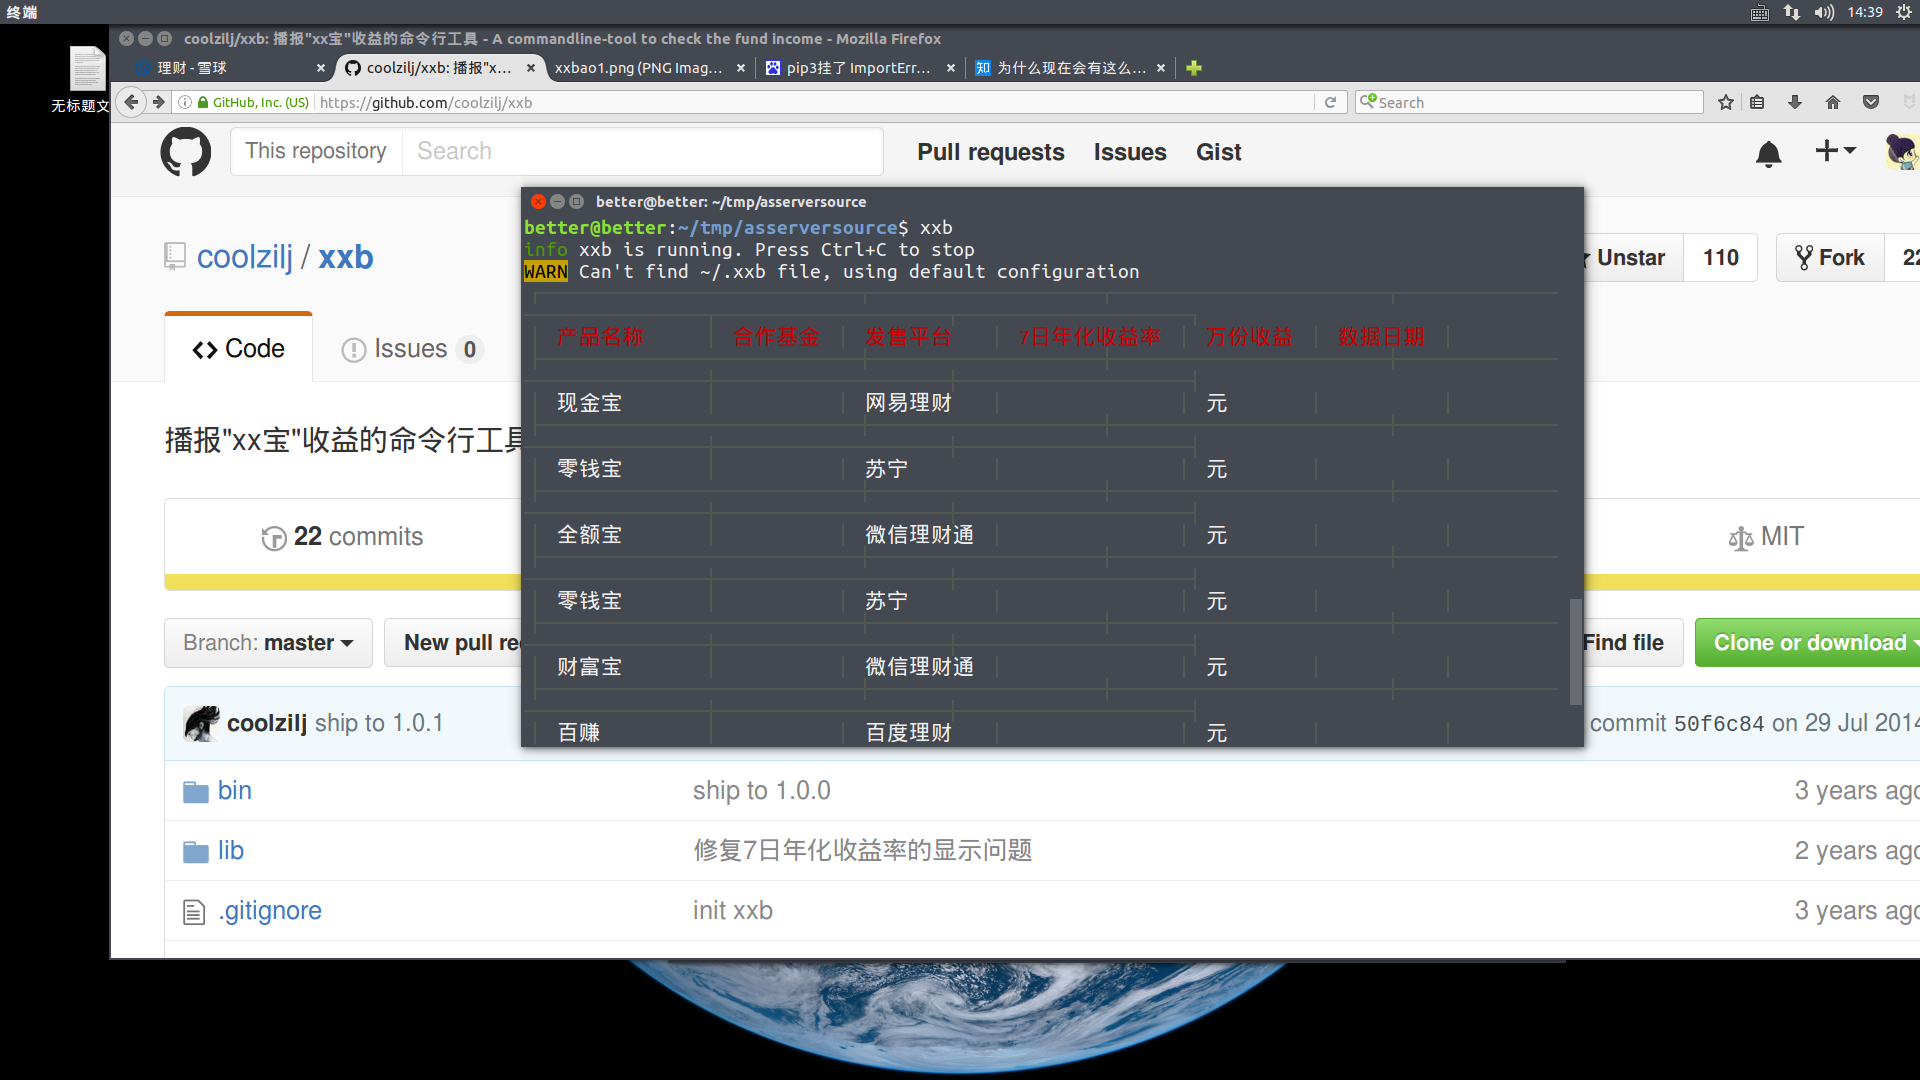 终端
14:39
无标题文
coolzilj/xxb: 播报"xx宝"收益的命令行工具 - A commandline-tool to check the fund income - Mozilla Firefox
理财 - 雪球
coolzilj/xxb: 播报"x...
xxbao1.png (PNG Imag...
pip3挂了 ImportErr...
知 为什么现在会有这么...
GitHub, Inc. (US)
https://github.com/coolzilj/xxb
Search
This repository
Search
Pull requests
Issues
Gist
coolzilj / xxb
Unstar
110
Fork
22
Code
Issues 0
播报"xx宝"收益的命令行工具
22 commits
MIT
Branch: master
New pull re
Find file
Clone or download
coolzilj ship to 1.0.1
commit 50f6c84 on 29 Jul 2014
bin
ship to 1.0.0
3 years ago
lib
修复7日年化收益率的显示问题
2 years ago
.gitignore
init xxb
3 years ago
better@better: ~/tmp/asserversource
better@better:~/tmp/asserversource$ xxb
info xxb is running. Press Ctrl+C to stop
WARN Can't find ~/.xxb file, using default configuration
产品名称 合作基金 发售平台 7日年化收益率 万份收益 数据日期
现金宝 网易理财 元
零钱宝 苏宁 元
全额宝 微信理财通 元
零钱宝 苏宁 元
财富宝 微信理财通 元
百赚 百度理财 元